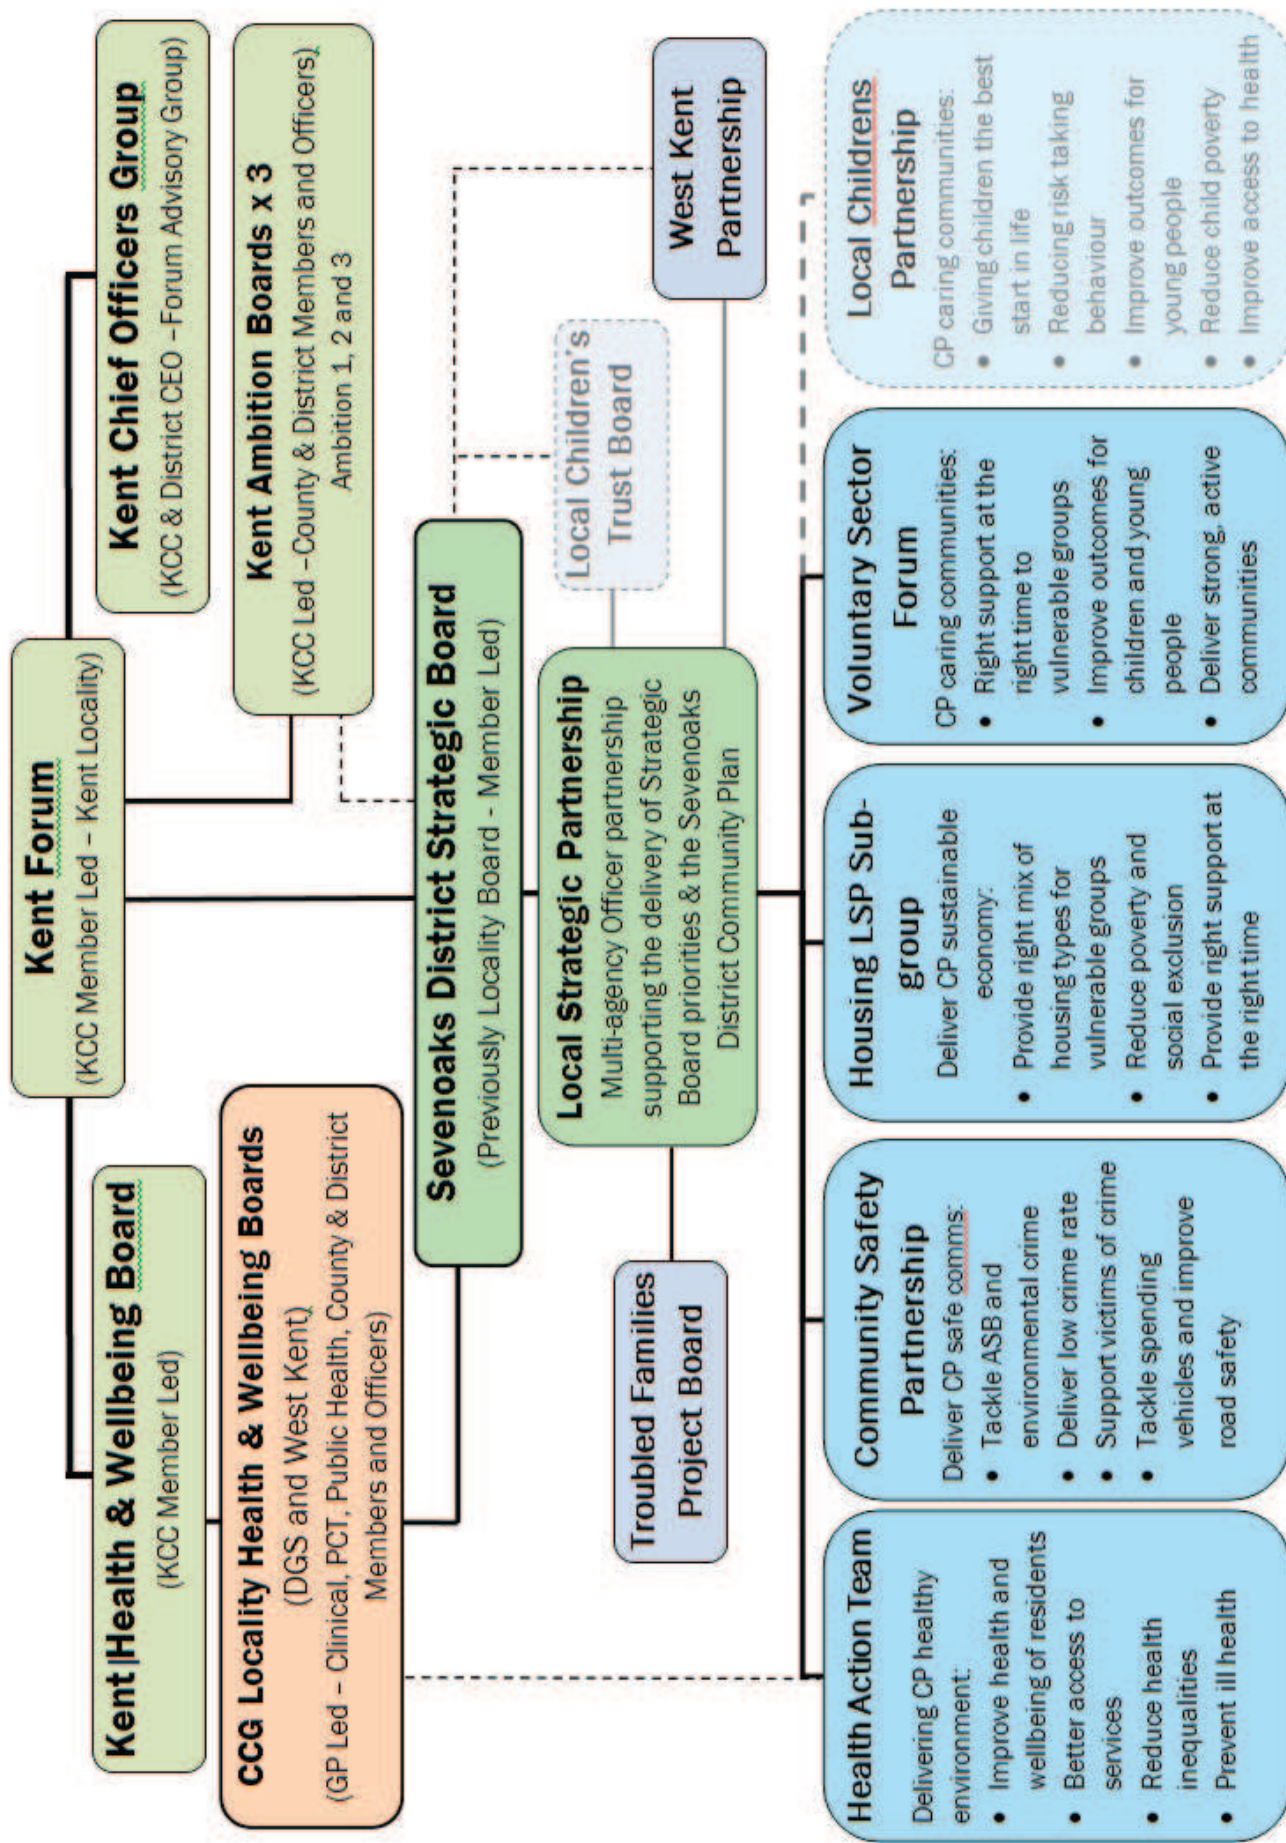 Kent Forum
(KCC Member Led – Kent Locality)
Kent|Health & Wellbeing Board
(KCC Member Led)
Kent Chief Officers Group
(KCC & District CEO –Forum Advisory Group)
CCG Locality Health & Wellbeing Boards
(DGS and West Kent)
(GP Led – Clinical, PCT, Public Health, County & District
Members and Officers)
Kent Ambition Boards x 3
(KCC Led –County & District Members and Officers)
Ambition 1, 2 and 3
Sevenoaks District Strategic Board
(Previously Locality Board - Member Led)
Local Strategic Partnership
Multi-agency Officer partnership
supporting the delivery of Strategic
Board priorities & the Sevenoaks
District Community Plan
Local Children's
Trust Board
Troubled Families
Project Board
West Kent
Partnership
Health Action Team
Delivering CP healthy
environment:
• Improve health and
wellbeing of residents
• Better access to
services
• Reduce health
inequalities
• Prevent ill health
Community Safety
Partnership
Deliver CP safe comms:
• Tackle ASB and
environmental crime
• Deliver low crime rate
• Support victims of crime
• Tackle spending
vehicles and improve
road safety
Housing LSP Sub-
group
Deliver CP sustainable
economy:
• Provide right mix of
housing types for
vulnerable groups
• Reduce poverty and
social exclusion
• Provide right support at
the right time
Voluntary Sector
Forum
CP caring communities:
• Right support at the
right time to
vulnerable groups
• Improve outcomes for
children and young
people
• Deliver strong, active
communities
Local Childrens
Partnership
CP caring communities:
• Giving children the best
start in life
• Reducing risk taking
behaviour
• Improve outcomes for
young people
• Reduce child poverty
• Improve access to health